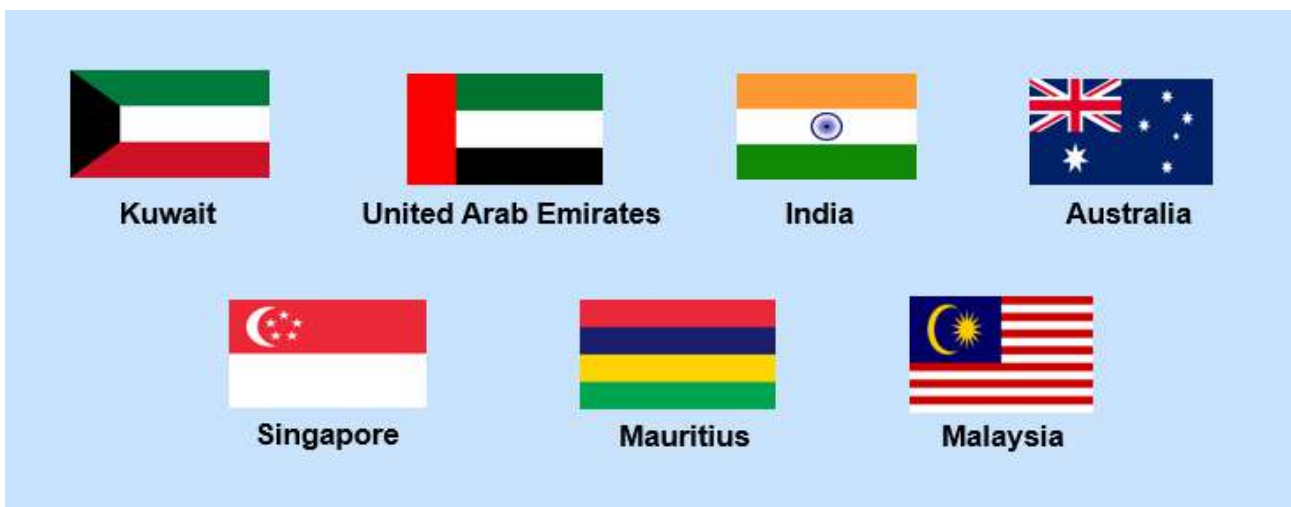 Kuwait
United Arab Emirates
India
Australia
Singapore
Mauritius
Malaysia